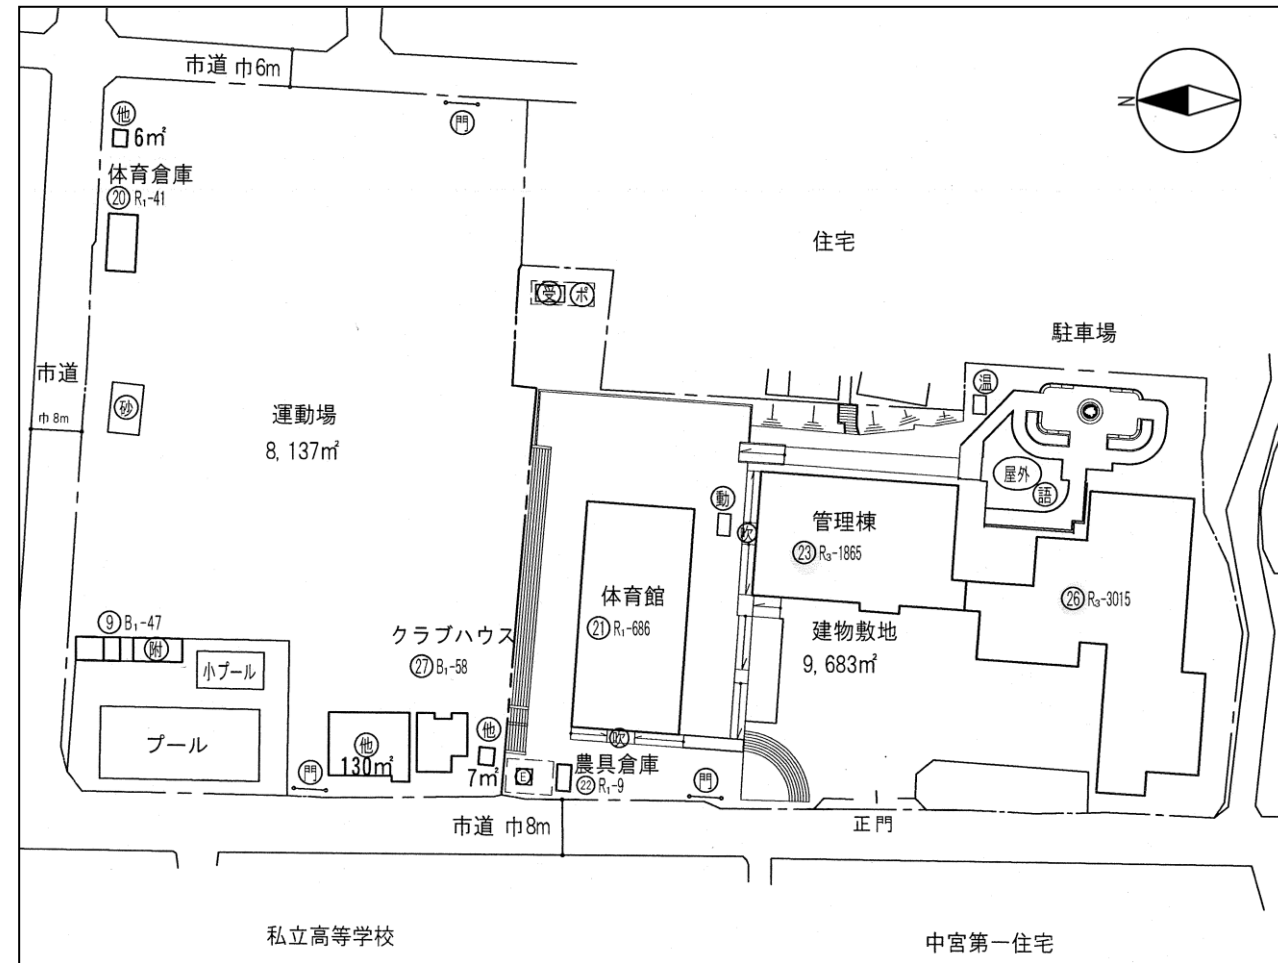 市道 巾6m
N
他
門
6㎡
体育倉庫
⑳ R₁-41
住宅
受 ポ
駐車場
市道
巾8m
温
砂
運動場
8,137㎡
屋外
語
動
管理棟
吹
㉓ R₃-1865
体育館
㉑ R₁-686
㉖ R₃-3015
⑨ B₁-47
附
クラブハウス
㉗ B₁-58
建物敷地
9,683㎡
小プール
プール
他
130㎡
他
7㎡
吹
門
E
農具倉庫
㉒ R₁-9
門
市道 巾8m
正門
私立高等学校
中宮第一住宅